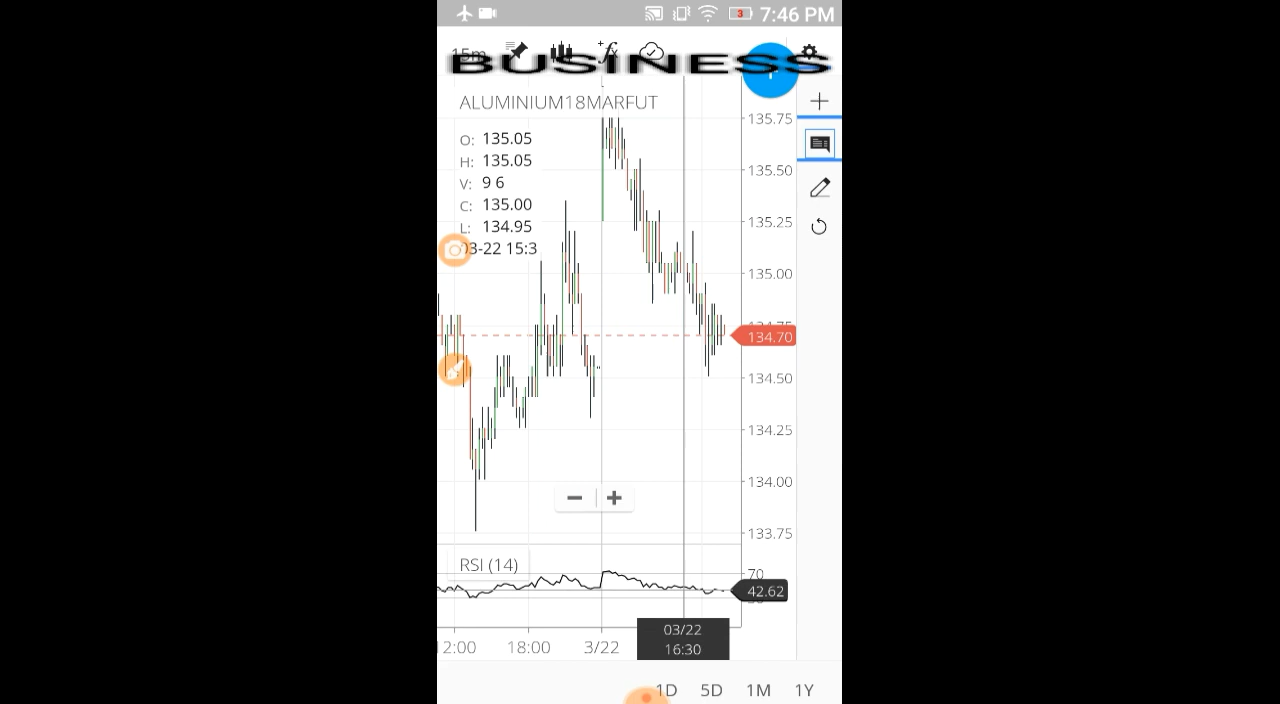 3 7:46 PM
15m
BUSINESS
ALUMINIUM18MARFUT
O: 135.05
H: 135.05
V: 9 6
C: 135.00
L: 134.95
03-22 15:3
135.75
135.50
135.25
135.00
134.75
134.70
134.50
134.25
134.00
133.75
RSI (14)
70
42.62
12:00 18:00 3/22
03/22
16:30
1D 5D 1M 1Y